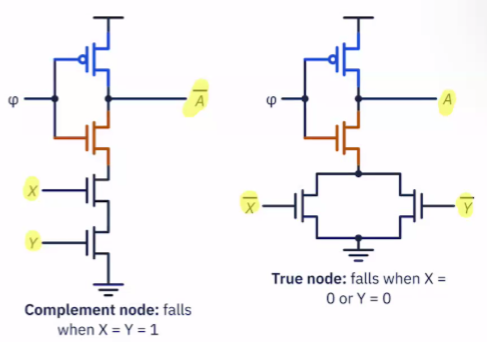 φ
A̅
X
Y
Complement node: falls
when X = Y = 1
φ
A
X̅
Y̅
True node: falls when X =
0 or Y = 0